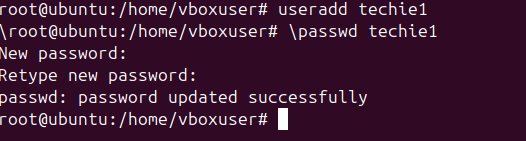 root@ubuntu:/home/vboxuser# useradd techie1
\root@ubuntu:/home/vboxuser# \passwd techie1
New password:
Retype new password:
passwd: password updated successfully
root@ubuntu:/home/vboxuser#